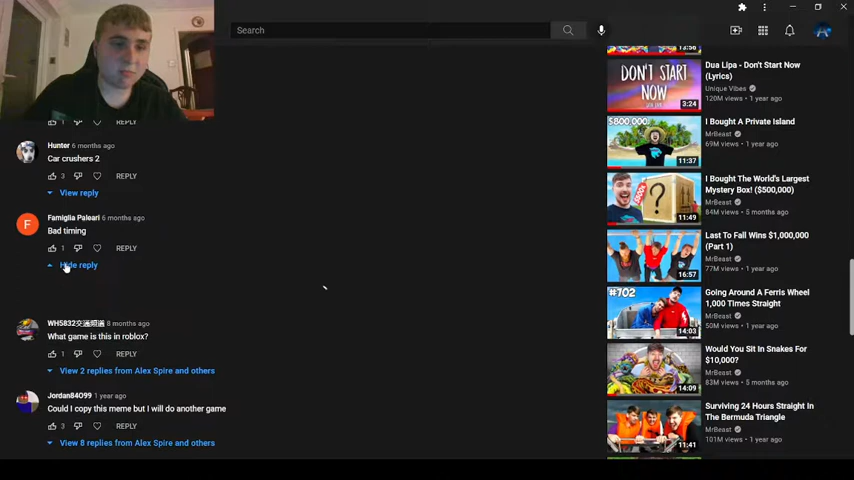 Search
REPLY
Hunter 6 months ago
Car crushers 2
3 REPLY
View reply
F
Famiglia Paleari 6 months ago
Bad timing
1 REPLY
Hide reply
WH5832交通频道 8 months ago
What game is this in roblox?
1 REPLY
View 2 replies from Alex Spire and others
Jordan84099 1 year ago
Could I copy this meme but I will do another game
3 REPLY
View 8 replies from Alex Spire and others
13:56
DON'T START
NOW
3:24
Dua Lipa - Don't Start Now
(Lyrics)
Unique Vibes
120M views • 1 year ago
$800,000
11:37
I Bought A Private Island
MrBeast
69M views • 1 year ago
?
11:49
I Bought The World's Largest
Mystery Box! ($500,000)
MrBeast
84M views • 5 months ago
16:57
Last To Fall Wins $1,000,000
(Part 1)
MrBeast
77M views • 1 year ago
#702
14:03
Going Around A Ferris Wheel
1,000 Times Straight
MrBeast
50M views • 1 year ago
14:09
Would You Sit In Snakes For
$10,000?
MrBeast
83M views • 5 months ago
11:41
Surviving 24 Hours Straight In
The Bermuda Triangle
MrBeast
101M views • 1 year ago